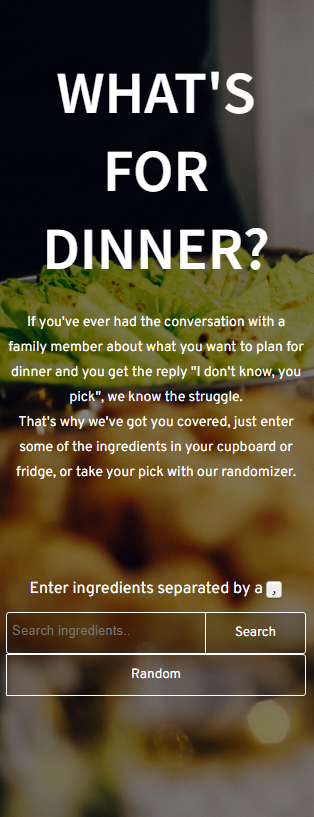 WHAT'S
FOR
DINNER?
If you've ever had the conversation with a
family member about what you want to plan for
dinner and you get the reply "I don't know, you
pick", we know the struggle.
That's why we've got you covered, just enter
some of the ingredients in your cupboard or
fridge, or take your pick with our randomizer.
Enter ingredients separated by a ,
Search ingredients.. Search
Random